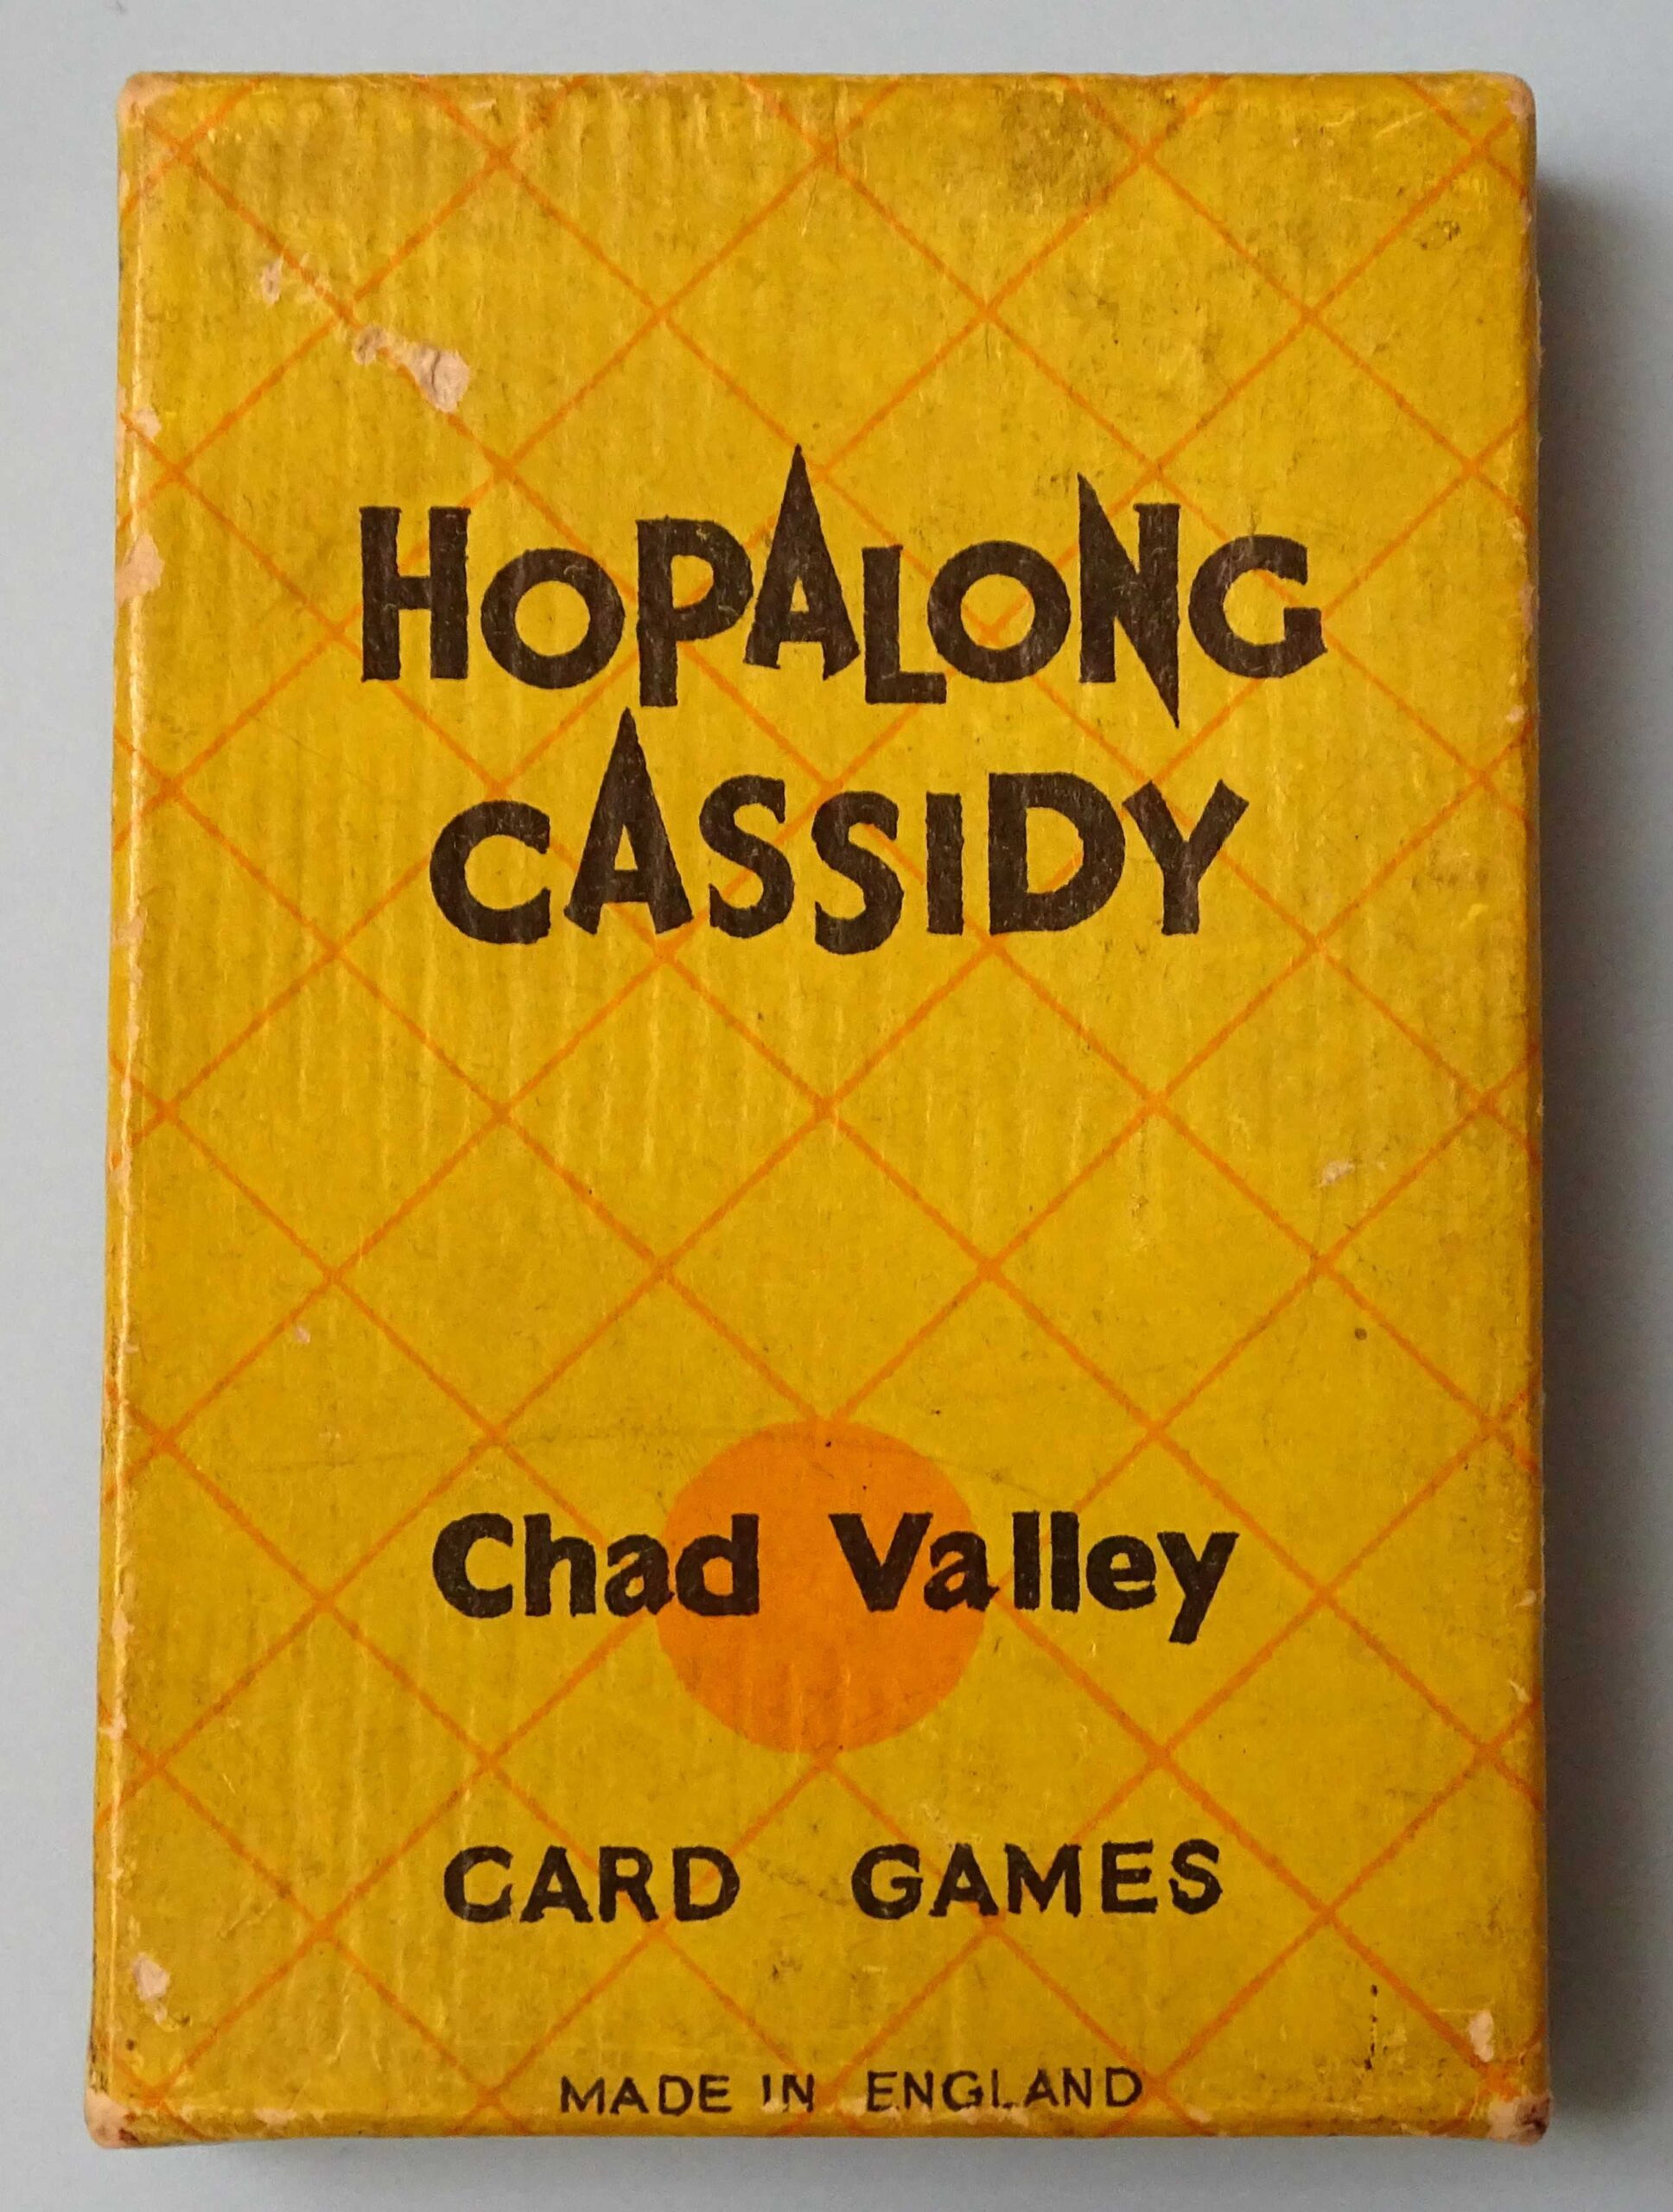 HOPALONG
CASSIDY
Chad Valley
CARD GAMES
MADE IN ENGLAND